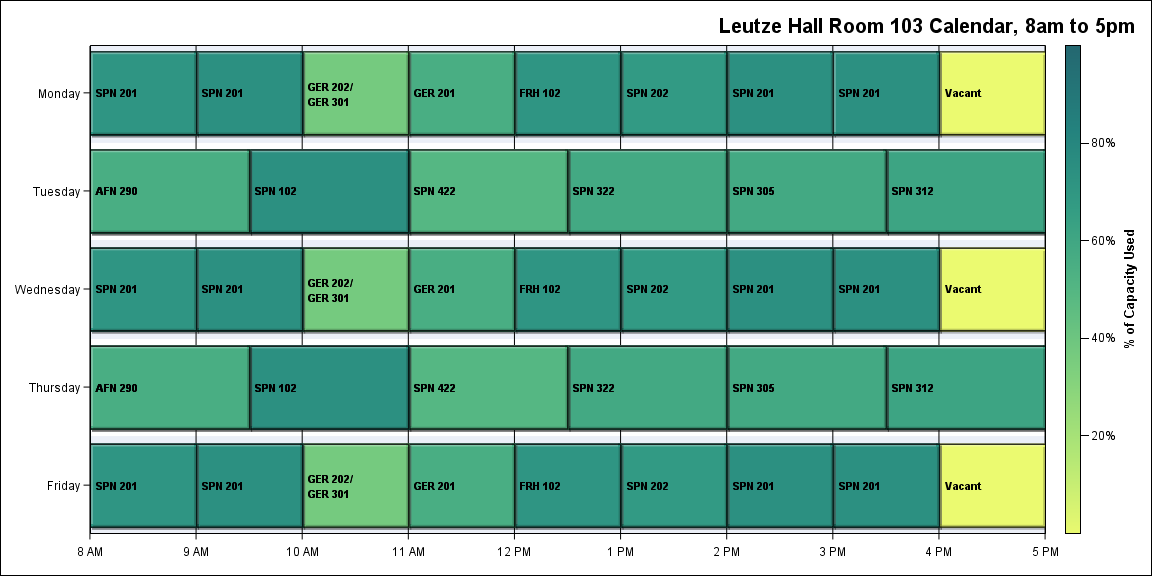 Leutze Hall Room 103 Calendar, 8am to 5pm
Monday
SPN 201
SPN 201
GER 202/
GER 301
GER 201
FRH 102
SPN 202
SPN 201
SPN 201
Vacant
Tuesday
AFN 290
SPN 102
SPN 422
SPN 322
SPN 305
SPN 312
Wednesday
SPN 201
SPN 201
GER 202/
GER 301
GER 201
FRH 102
SPN 202
SPN 201
SPN 201
Vacant
Thursday
AFN 290
SPN 102
SPN 422
SPN 322
SPN 305
SPN 312
Friday
SPN 201
SPN 201
GER 202/
GER 301
GER 201
FRH 102
SPN 202
SPN 201
SPN 201
Vacant
8 AM
9 AM
10 AM
11 AM
12 PM
1 PM
2 PM
3 PM
4 PM
5 PM
80%
60%
40%
20%
% of Capacity Used